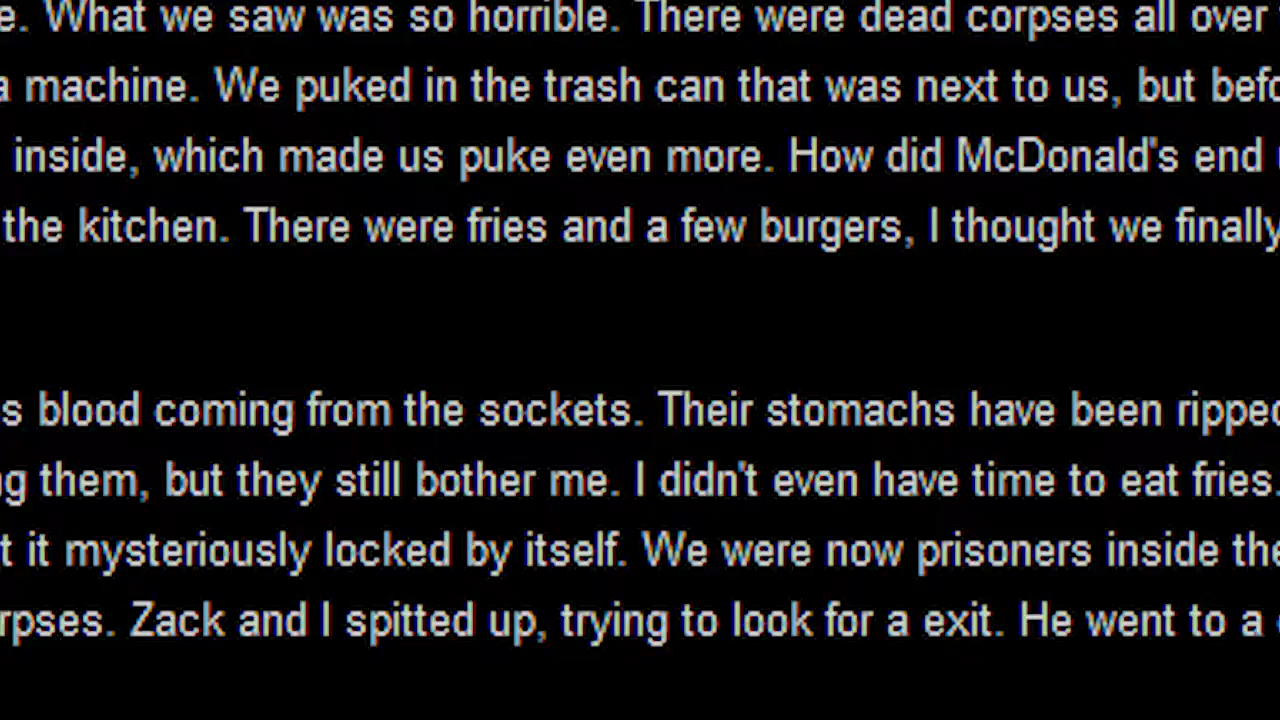 e. What we saw was so horrible. There were dead corpses all over
a machine. We puked in the trash can that was next to us, but befo
inside, which made us puke even more. How did McDonald's end
the kitchen. There were fries and a few burgers, I thought we finally
s blood coming from the sockets. Their stomachs have been ripped
ng them, but they still bother me. I didn't even have time to eat fries.
t it mysteriously locked by itself. We were now prisoners inside the
rpses. Zack and I spitted up, trying to look for a exit. He went to a